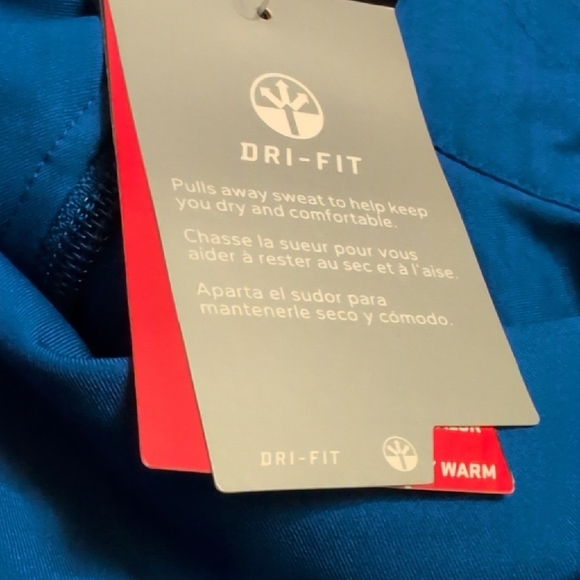 DRI-FIT
Pulls away sweat to help keep
you dry and comfortable.
Chasse la sueur pour vous
aider à rester au sec et à l'aise.
Aparta el sudor para
mantenerle seco y cómodo.
DRI-FIT
WARM